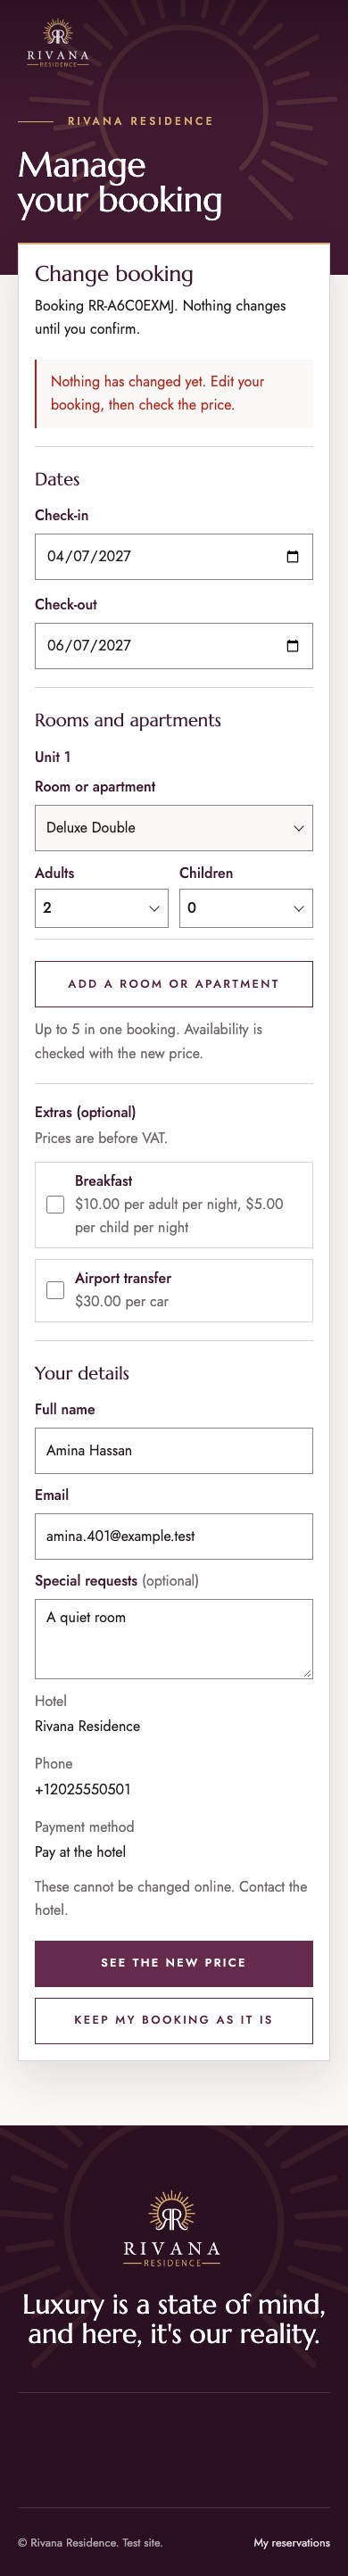 RIVANA
RESIDENCE
RIVANA RESIDENCE
Manage
your booking
Change booking
Booking RR-A6C0EXMJ. Nothing changes
until you confirm.
Nothing has changed yet. Edit your
booking, then check the price.
Dates
Check-in
04/07/2027
Check-out
06/07/2027
Rooms and apartments
Unit 1
Room or apartment
Deluxe Double
Adults Children
2 0
ADD A ROOM OR APARTMENT
Up to 5 in one booking. Availability is
checked with the new price.
Extras (optional)
Prices are before VAT.
Breakfast
$10.00 per adult per night, $5.00
per child per night
Airport transfer
$30.00 per car
Your details
Full name
Amina Hassan
Email
amina.401@example.test
Special requests (optional)
A quiet room
Hotel
Rivana Residence
Phone
+12025550501
Payment method
Pay at the hotel
These cannot be changed online. Contact the
hotel.
SEE THE NEW PRICE
KEEP MY BOOKING AS IT IS
RIVANA
RESIDENCE
Luxury is a state of mind,
and here, it's our reality.
© Rivana Residence. Test site. My reservations